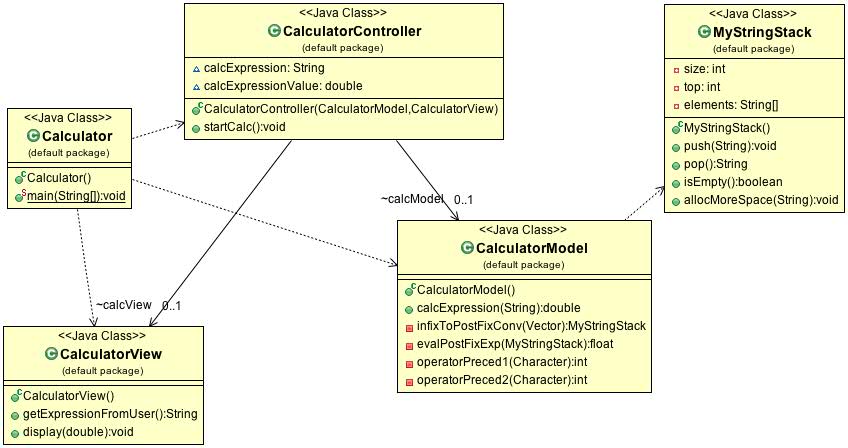 <<Java Class>>
CalculatorController
(default package)
calcExpression: String
calcExpressionValue: double
CalculatorController(CalculatorModel,CalculatorView)
startCalc():void
<<Java Class>>
MyStringStack
(default package)
size: int
top: int
elements: String[]
MyStringStack()
push(String):void
pop():String
isEmpty():boolean
allocMoreSpace(String):void
<<Java Class>>
Calculator
(default package)
Calculator()
main(String[]):void
~calcModel 0..1
<<Java Class>>
CalculatorModel
(default package)
CalculatorModel()
calcExpression(String):double
infixToPostFixConv(Vector):MyStringStack
evalPostFixExp(MyStringStack):float
operatorPreced1(Character):int
operatorPreced2(Character):int
~calcView 0..1
<<Java Class>>
CalculatorView
(default package)
CalculatorView()
getExpressionFromUser():String
display(double):void